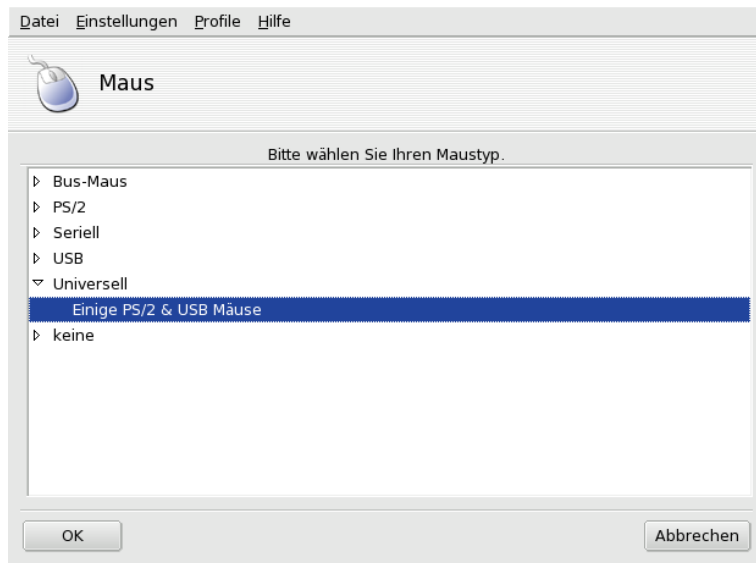 Datei Einstellungen Profile Hilfe
Maus
Bitte wählen Sie Ihren Maustyp.
Bus-Maus
PS/2
Seriell
USB
Universell
Einige PS/2 & USB Mäuse
keine
OK Abbrechen